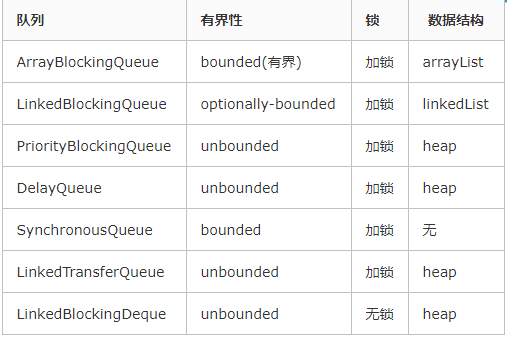 队列 有界性 锁 数据结构
ArrayBlockingQueue bounded(有界) 加锁 arrayList
LinkedBlockingQueue optionally-bounded 加锁 linkedList
PriorityBlockingQueue unbounded 加锁 heap
DelayQueue unbounded 加锁 heap
SynchronousQueue bounded 加锁 无
LinkedTransferQueue unbounded 加锁 heap
LinkedBlockingDeque unbounded 无锁 heap